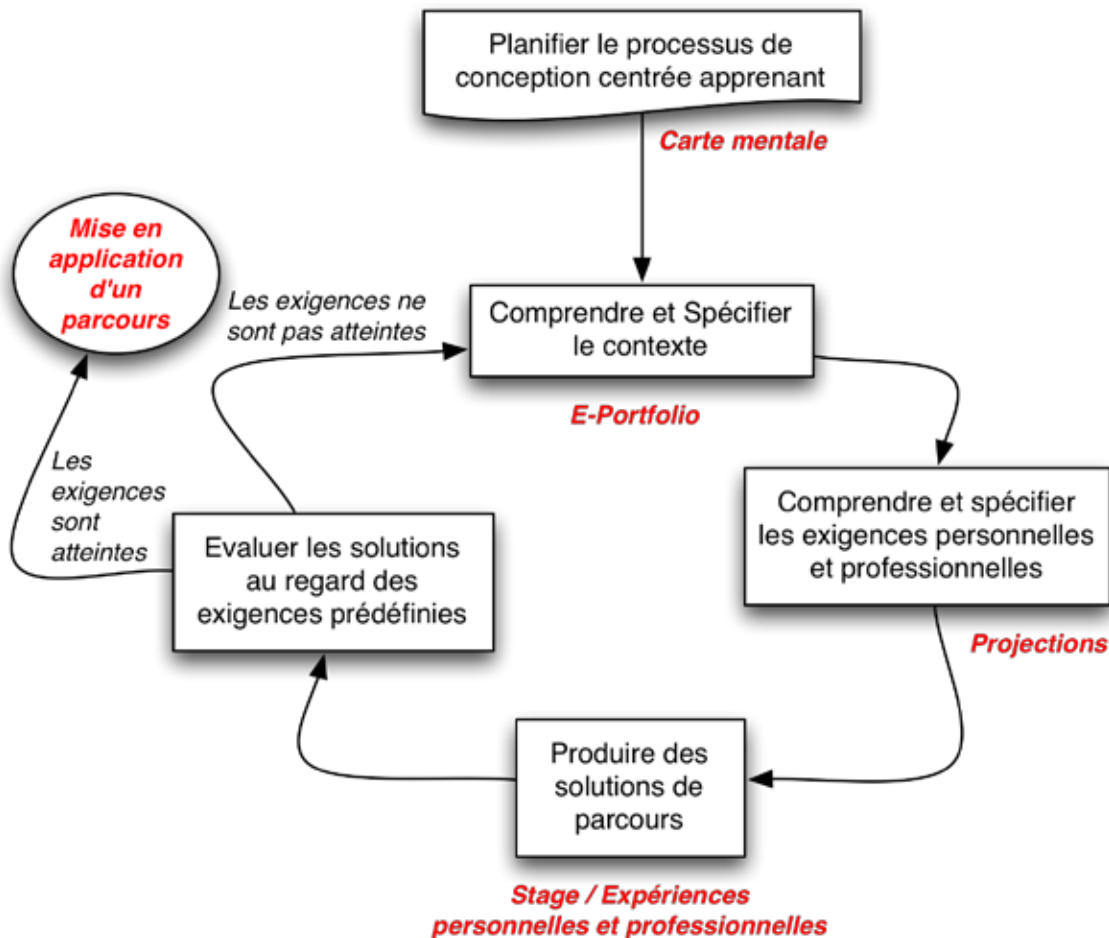 Planifier le processus de
conception centrée apprenant
Carte mentale
Mise en
application
d'un
parcours
Les exigences ne
sont pas atteintes
Comprendre et Spécifier
le contexte
E-Portfolio
Les
exigences
sont
atteintes
Comprendre et spécifier
les exigences personnelles
et professionnelles
Projections
Evaluer les solutions
au regard des
exigences prédéfinies
Produire des
solutions de
parcours
Stage / Expériences
personnelles et professionnelles